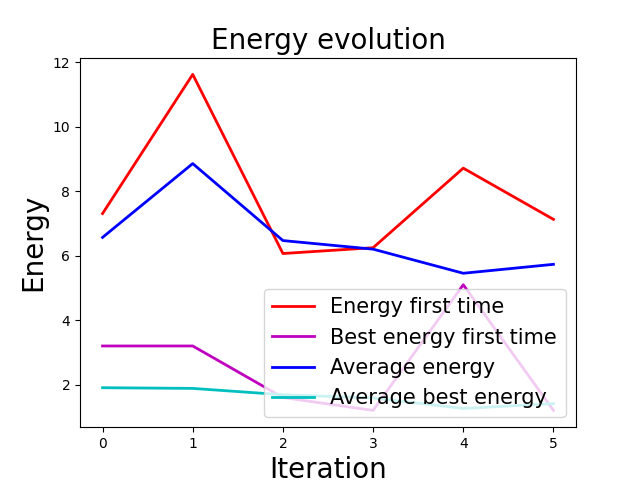 Energy evolution
Energy
12
10
8
6
4
2
Energy first time
Best energy first time
Average energy
Average best energy
0 1 2 3 4 5
Iteration